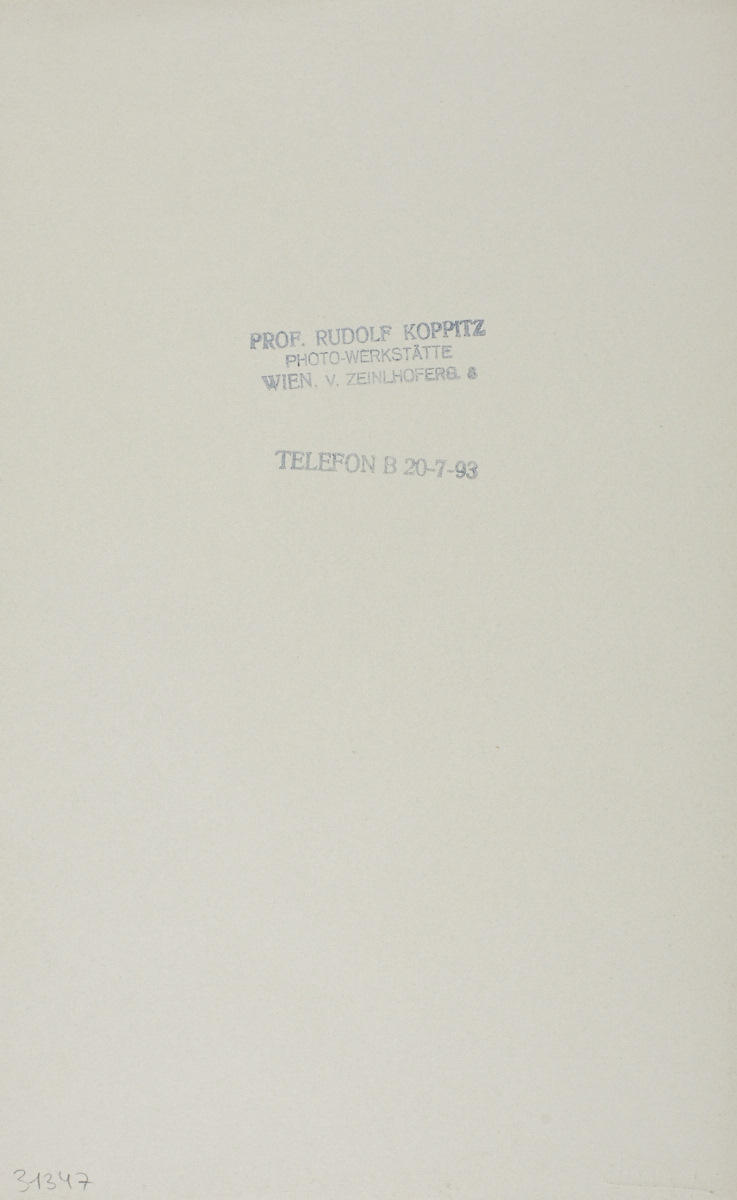 PROF. RUDOLF KOPPITZ
PHOTO-WERKSTÄTTE
WIEN. V. ZEINLHOFERG. 8
TELEFON B 20-7-93
31347